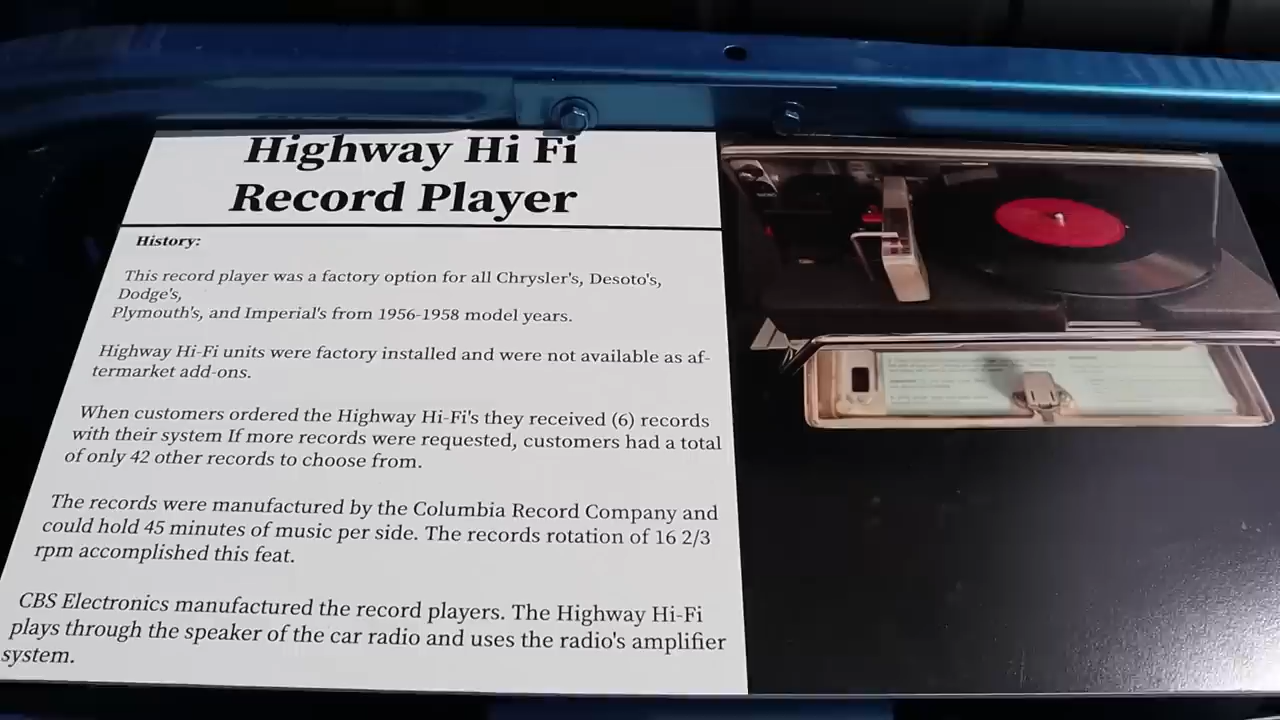 Highway Hi Fi
Record Player
History:
This record player was a factory option for all Chrysler's, Desoto's,
Dodge's,
Plymouth's, and Imperial's from 1956-1958 model years.
Highway Hi-Fi units were factory installed and were not available as af-
termarket add-ons.
When customers ordered the Highway Hi-Fi's they received (6) records
with their system If more records were requested, customers had a total
of only 42 other records to choose from.
The records were manufactured by the Columbia Record Company and
could hold 45 minutes of music per side. The records rotation of 16 2/3
rpm accomplished this feat.
CBS Electronics manufactured the record players. The Highway Hi-Fi
plays through the speaker of the car radio and uses the radio's amplifier
system.